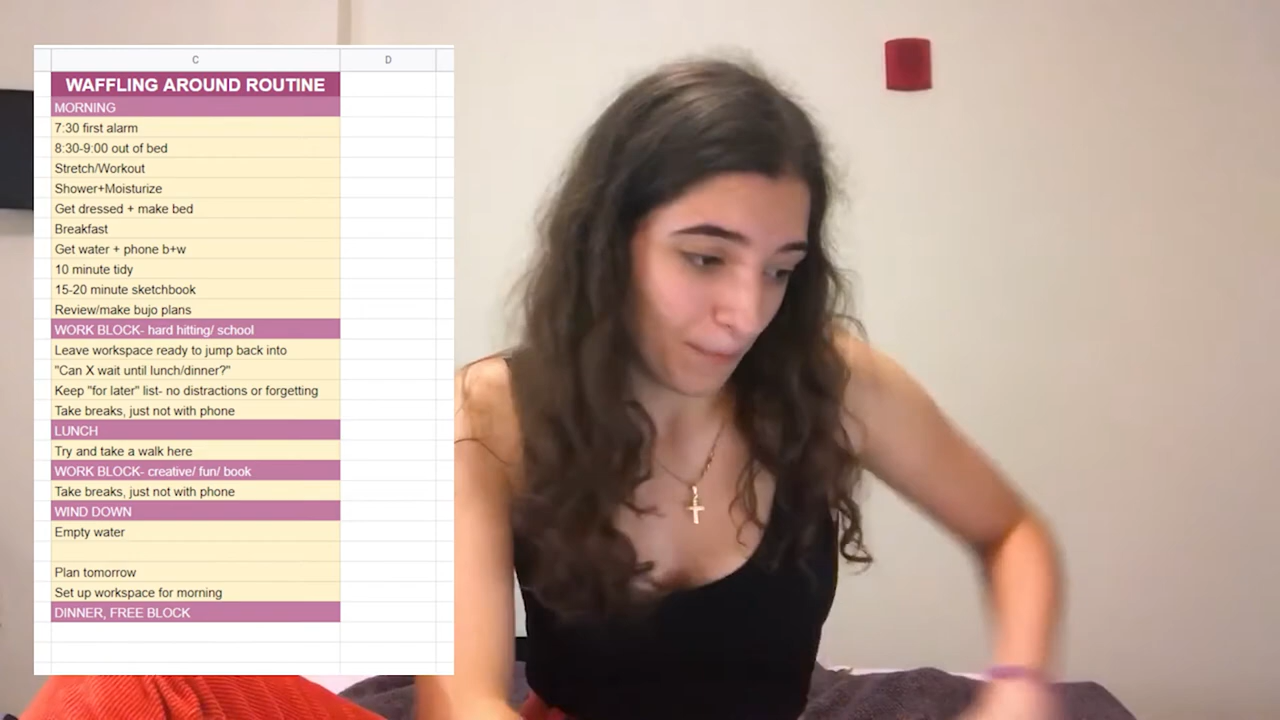 C D
WAFFLING AROUND ROUTINE
MORNING
7:30 first alarm
8:30-9:00 out of bed
Stretch/Workout
Shower+Moisturize
Get dressed + make bed
Breakfast
Get water + phone b+w
10 minute tidy
15-20 minute sketchbook
Review/make bujo plans
WORK BLOCK- hard hitting/ school
Leave workspace ready to jump back into
"Can X wait until lunch/dinner?"
Keep "for later" list- no distractions or forgetting
Take breaks, just not with phone
LUNCH
Try and take a walk here
WORK BLOCK- creative/ fun/ book
Take breaks, just not with phone
WIND DOWN
Empty water
Plan tomorrow
Set up workspace for morning
DINNER, FREE BLOCK